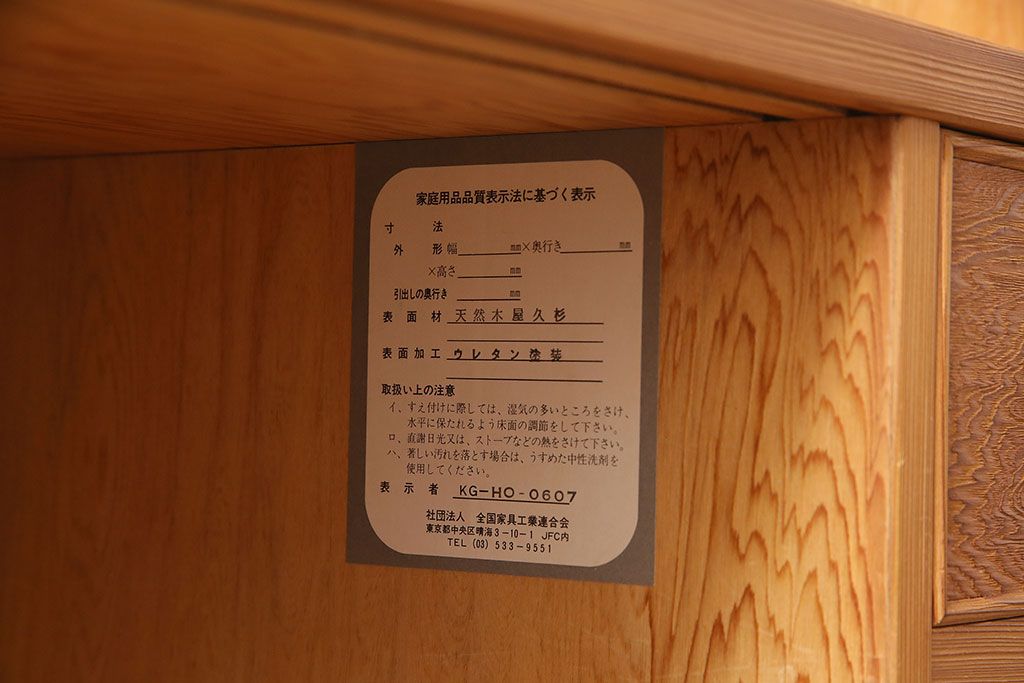 家庭用品品質表示法に基づく表示
寸法
外形 幅 mm×奥行き mm
×高さ mm
引出しの奥行き mm
表面材 天然木屋久杉
表面加工 ウレタン塗装
取扱い上の注意
イ、すえ付けに際しては、湿気の多いところをさけ、
水平に保たれるよう床面の調節をして下さい。
ロ、直謝日光又は、ストーブなどの熱をさけて下さい。
ハ、著しい汚れを落とす場合は、うすめた中性洗剤を
使用してください。
表示者 KG-HO-0607
社団法人 全国家具工業連合会
東京都中央区晴海3-10-1 JFC内
TEL (03) 533-9551